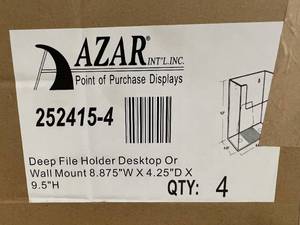 AZAR® INT'L.INC.
Point of Purchase Displays
252415-4
Deep File Holder Desktop Or
Wall Mount 8.875"W X 4.25"D X
9.5"H
QTY: 4